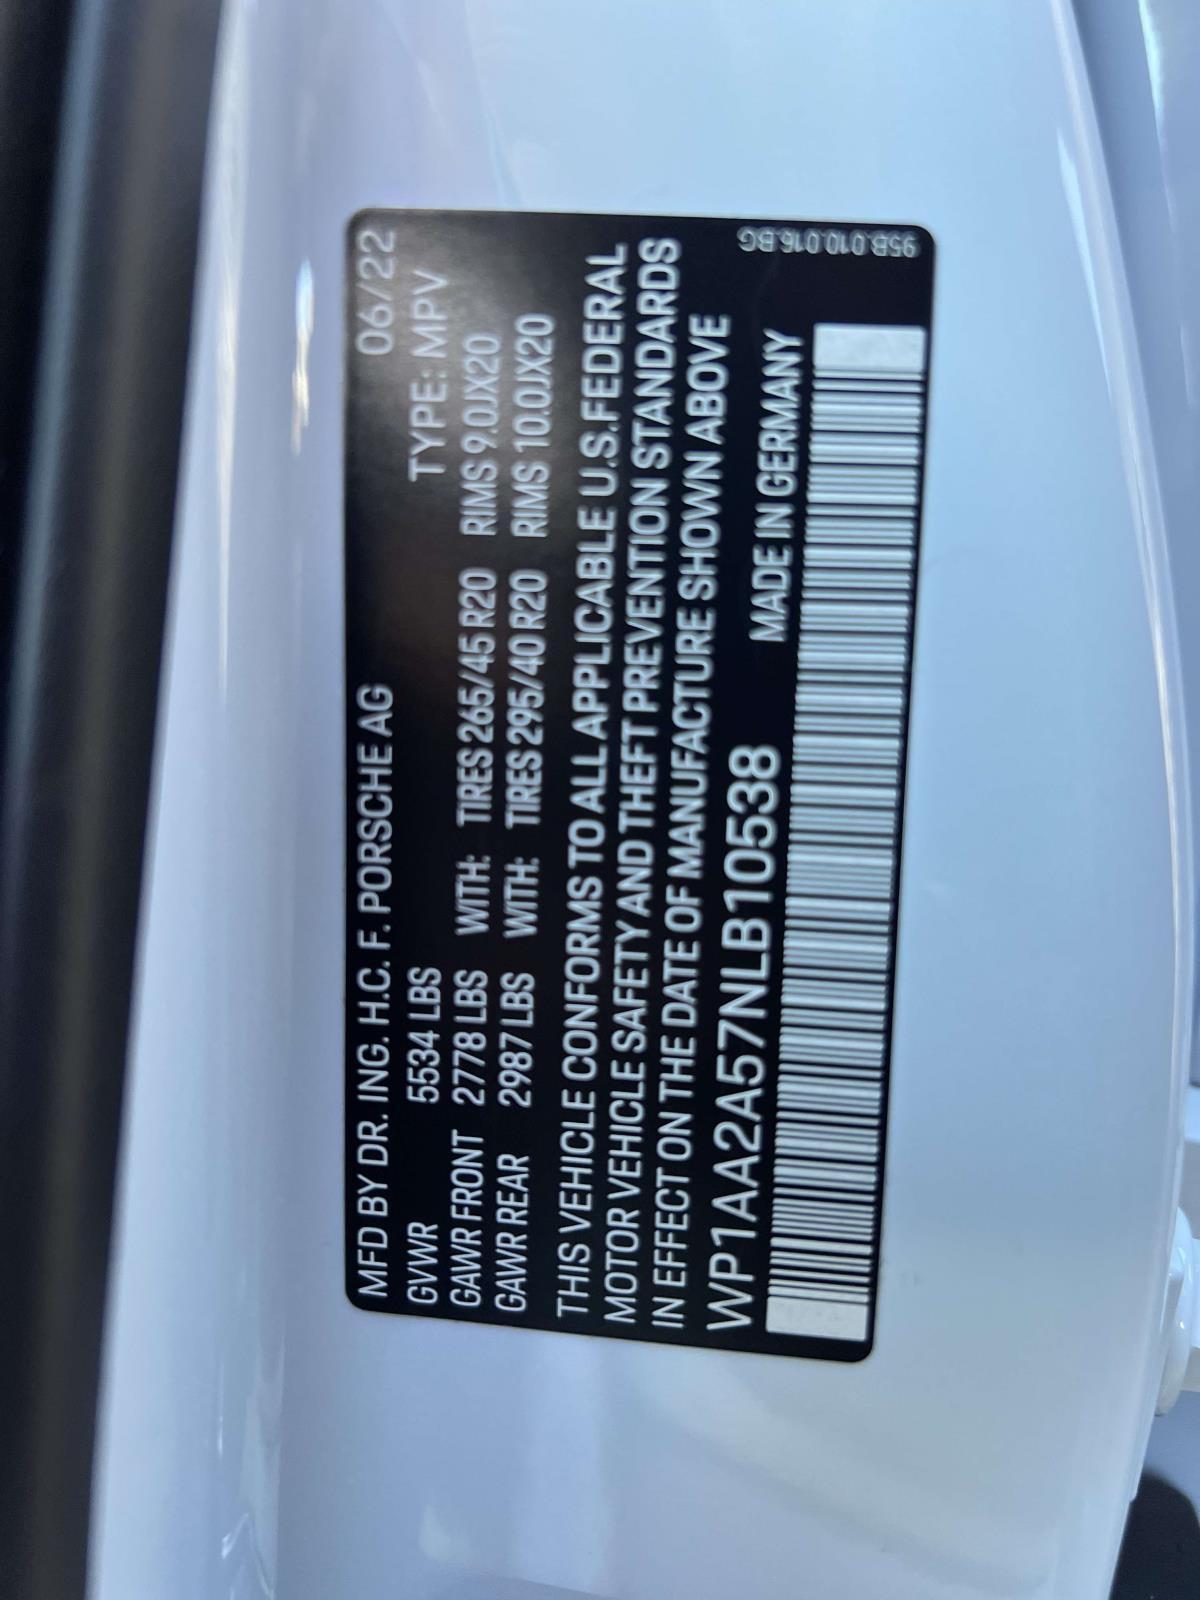 MFD BY DR. ING. H.C. F. PORSCHE AG 06/22
GVWR 5534 LBS TYPE: MPV
GAWR FRONT 2778 LBS WITH: TIRES 265/45 R20 RIMS 9.0JX20
GAWR REAR 2987 LBS WITH: TIRES 295/40 R20 RIMS 10.0JX20
THIS VEHICLE CONFORMS TO ALL APPLICABLE U.S.FEDERAL
MOTOR VEHICLE SAFETY AND THEFT PREVENTION STANDARDS
IN EFFECT ON THE DATE OF MANUFACTURE SHOWN ABOVE
WP1AA2A57NLB10538 MADE IN GERMANY
95B.010.016.BG